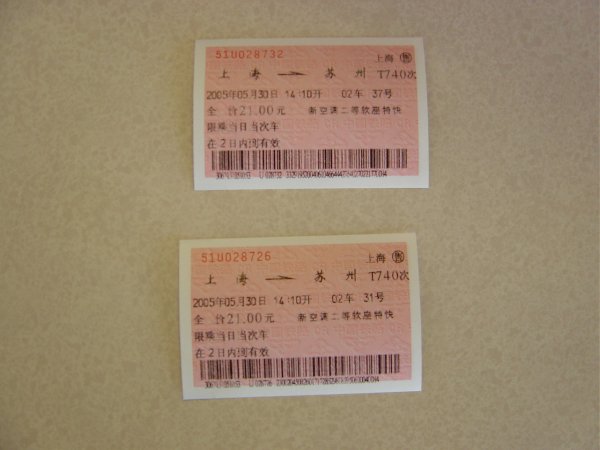 51U028732 上海 售
上 海 → 苏 州 T740次
2005年05月30日 14:10开 02车 37号
全 价21.00元 新空调二等软座特快
限乘当日当次车
在2日内到有效
51U028726 上海 售
上 海 → 苏 州 T740次
2005年05月30日 14:10开 02车 31号
全 价21.00元 新空调二等软座特快
限乘当日当次车
在2日内到有效